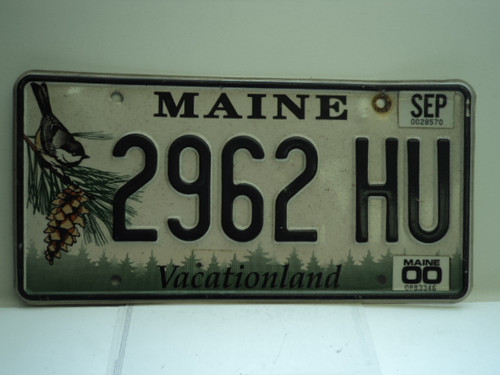 MAINE
SEP
0028570
2962 HU
MAINE
00
Vacationland